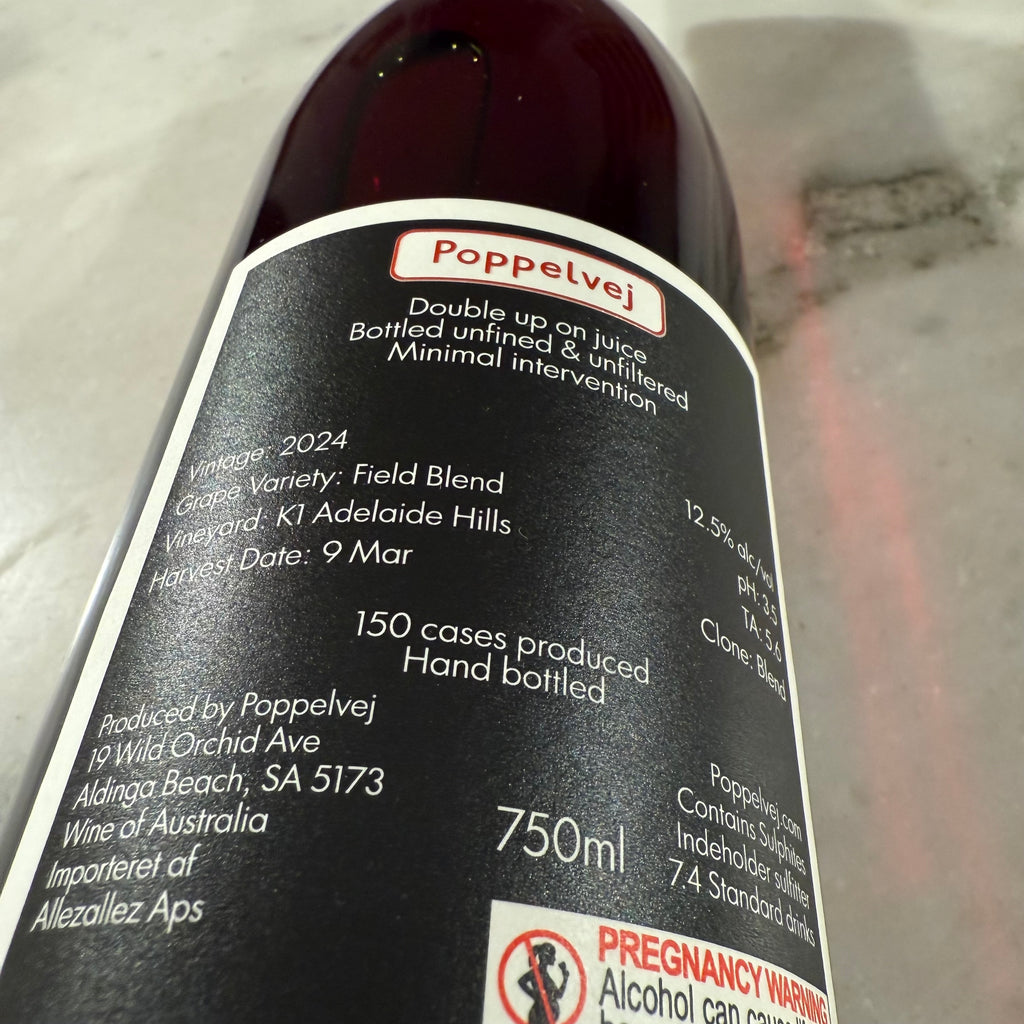 Poppelvej
Double up on juice
Bottled unfined & unfiltered
Minimal intervention
Vintage: 2024
Grape Variety: Field Blend
Vineyard: K1 Adelaide Hills
Harvest Date: 9 Mar
12.5% alc/vol
pH: 3.5
TA: 5.6
Clone: Blend
150 cases produced
Hand bottled
Produced by Poppelvej
19 Wild Orchid Ave
Aldinga Beach, SA 5173
Wine of Australia
Importeret af
Allezallez Aps
750ml
Poppelvej.com
Contains Sulphites
Indeholder sulfitter
7.4 Standard drinks
PREGNANCY WARNING
Alcohol can